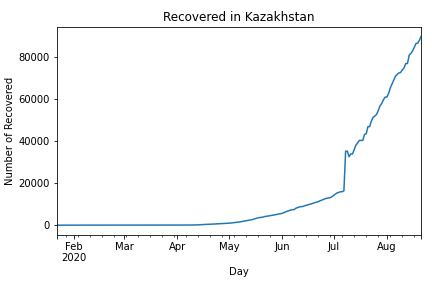 Recovered in Kazakhstan
Number of Recovered
80000
60000
40000
20000
0
Feb Mar Apr May Jun Jul Aug
2020
Day